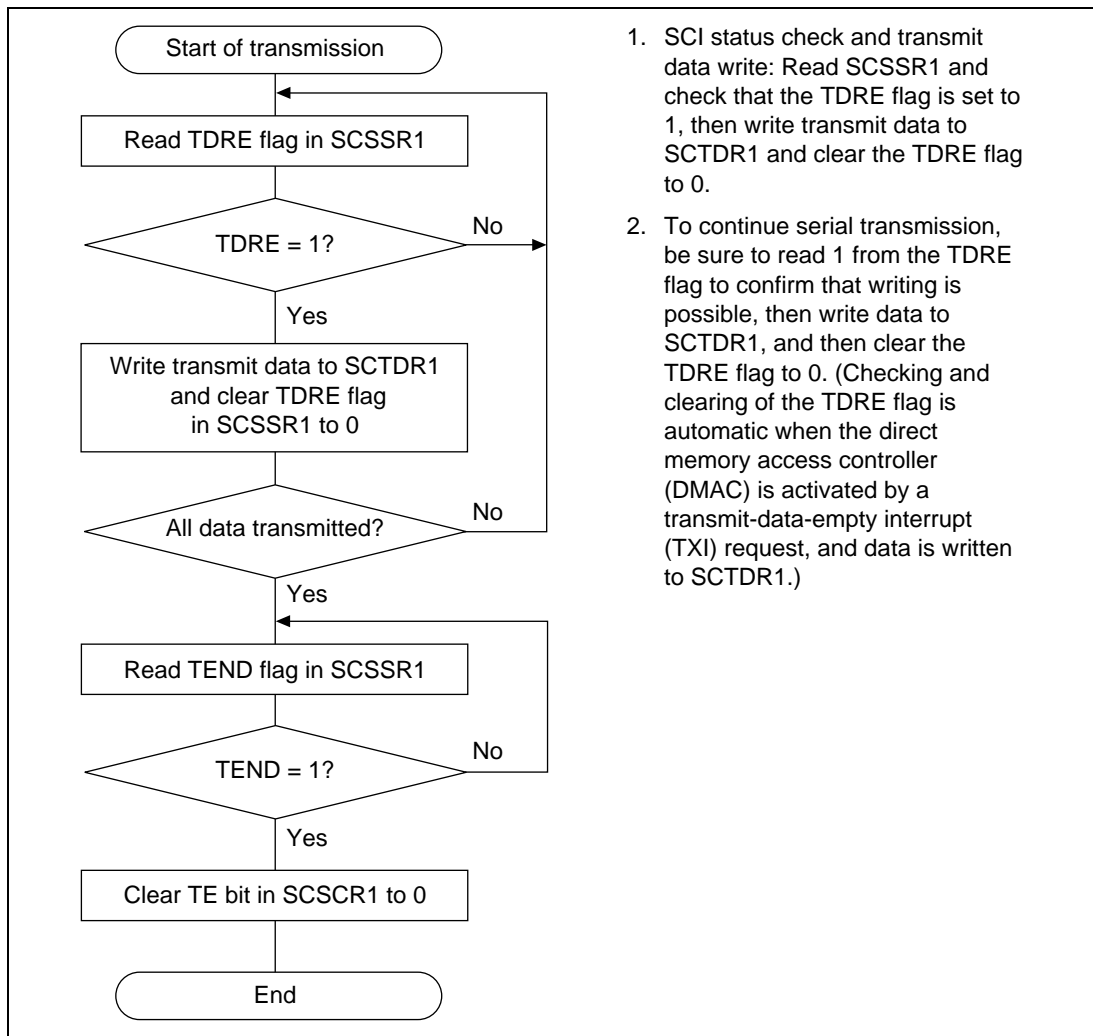 Start of transmission
Read TDRE flag in SCSSR1
TDRE = 1?
No
Yes
Write transmit data to SCTDR1
and clear TDRE flag
in SCSSR1 to 0
All data transmitted?
No
Yes
Read TEND flag in SCSSR1
TEND = 1?
No
Yes
Clear TE bit in SCSCR1 to 0
End
1. SCI status check and transmit
data write: Read SCSSR1 and
check that the TDRE flag is set to
1, then write transmit data to
SCTDR1 and clear the TDRE flag
to 0.
2. To continue serial transmission,
be sure to read 1 from the TDRE
flag to confirm that writing is
possible, then write data to
SCTDR1, and then clear the
TDRE flag to 0. (Checking and
clearing of the TDRE flag is
automatic when the direct
memory access controller
(DMAC) is activated by a
transmit-data-empty interrupt
(TXI) request, and data is written
to SCTDR1.)